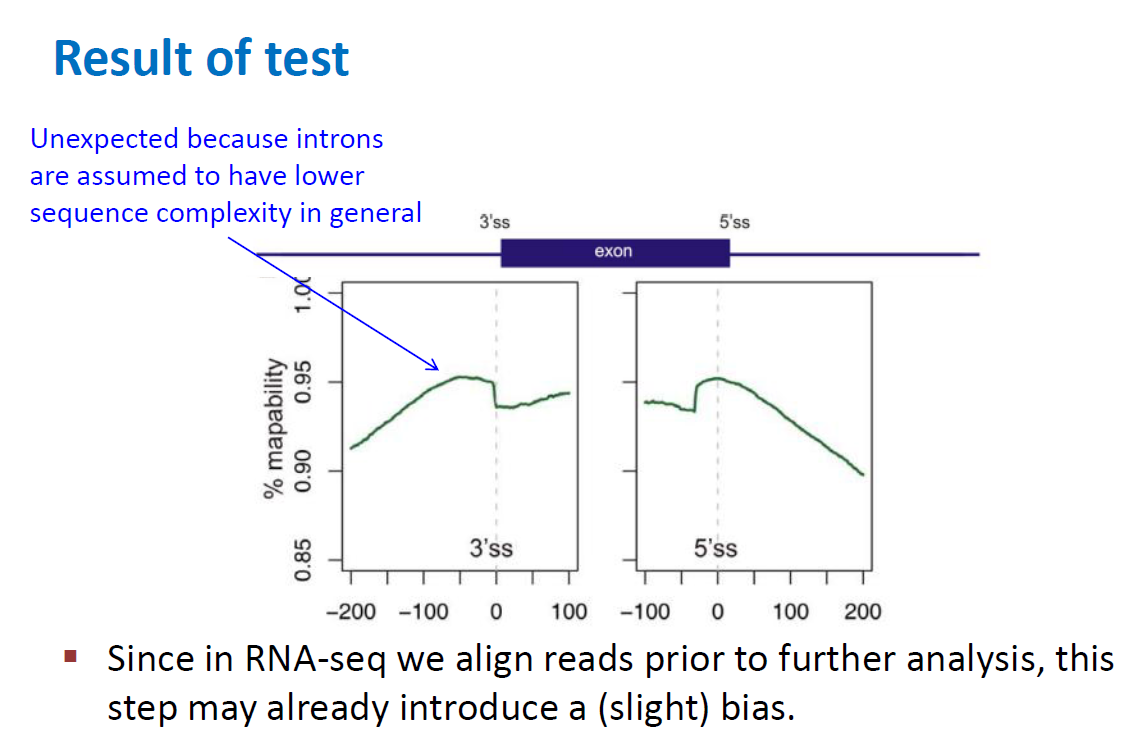 Result of test
Unexpected because introns
are assumed to have lower
sequence complexity in general
3'ss
5'ss
exon
% mapability
1.00
0.95
0.90
0.85
3'ss
5'ss
−200 −100 0 100
−100 0 100 200
▪ Since in RNA-seq we align reads prior to further analysis, this
step may already introduce a (slight) bias.